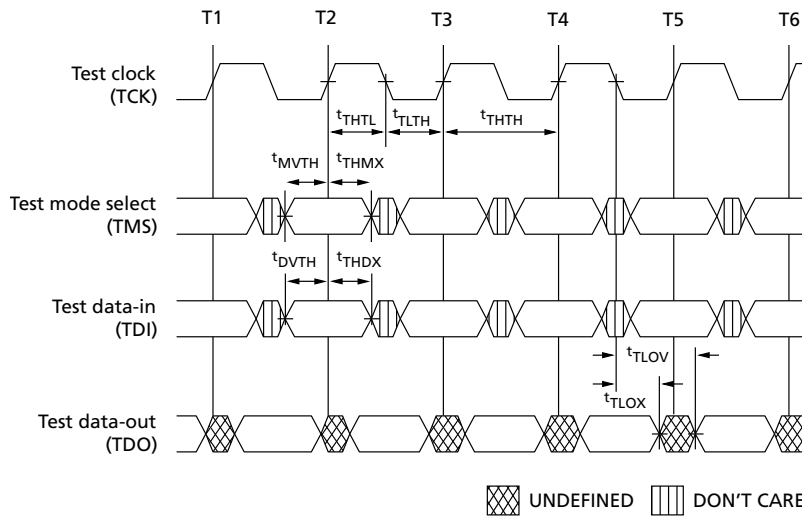 T1 T2 T3 T4 T5 T6
Test clock
(TCK)
tTHTL tTLTH tTHTH
tMVTH tTHMX
Test mode select
(TMS)
tDVTH tTHDX
Test data-in
(TDI)
tTLOV
tTLOX
Test data-out
(TDO)
UNDEFINED DON'T CARE